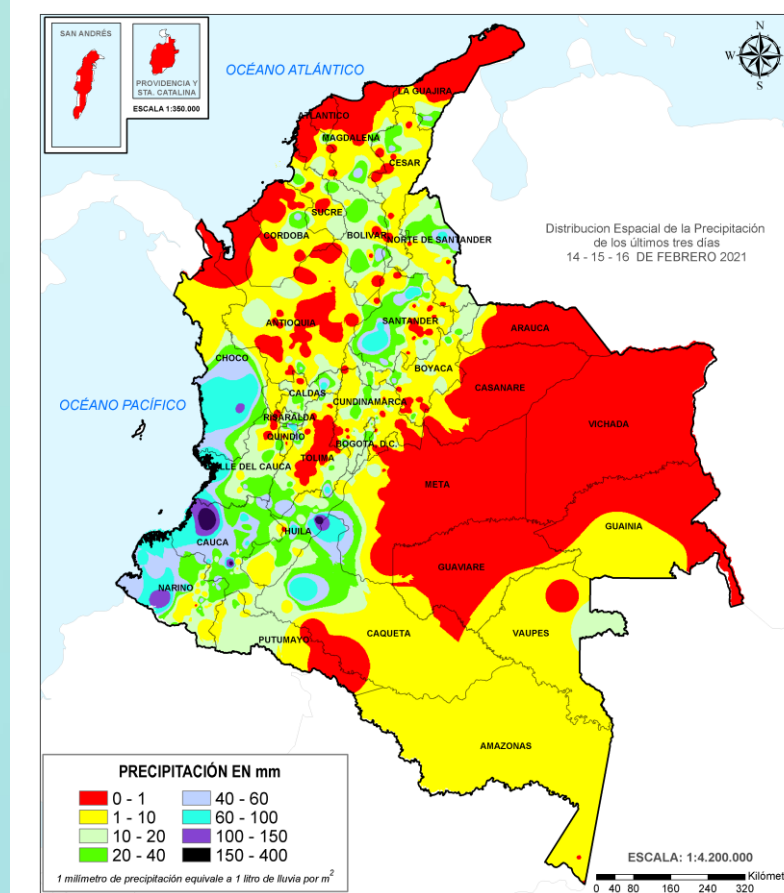 SAN ANDRÉS
PROVIDENCIA Y
STA. CATALINA
ESCALA 1:350.000
OCÉANO ATLÁNTICO
N
W
E
S
LA GUAJIRA
ATLANTICO
MAGDALENA
CESAR
SUCRE
CORDOBA
BOLIVAR
NORTE DE SANTANDER
Distribucion Espacial de la Precipitación
de los últimos tres días
14 - 15 - 16 DE FEBRERO 2021
ANTIOQUIA
SANTANDER
ARAUCA
CHOCO
BOYACA
CASANARE
OCÉANO PACÍFICO
CALDAS
CUNDINAMARCA
RISARALDA
VICHADA
QUINDIO
BOGOTA, D.C.
TOLIMA
VALLE DEL CAUCA
META
CAUCA
HUILA
GUAINIA
GUAVIARE
NARINO
PUTUMAYO
CAQUETA
VAUPES
AMAZONAS
PRECIPITACIÓN EN mm
0 - 1
40 - 60
1 - 10
60 - 100
10 - 20
100 - 150
20 - 40
150 - 400
1 milímetro de precipitación equivale a 1 litro de lluvia por m²
ESCALA: 1:4.200.000
Kilóme
0 40 80 160 240 320